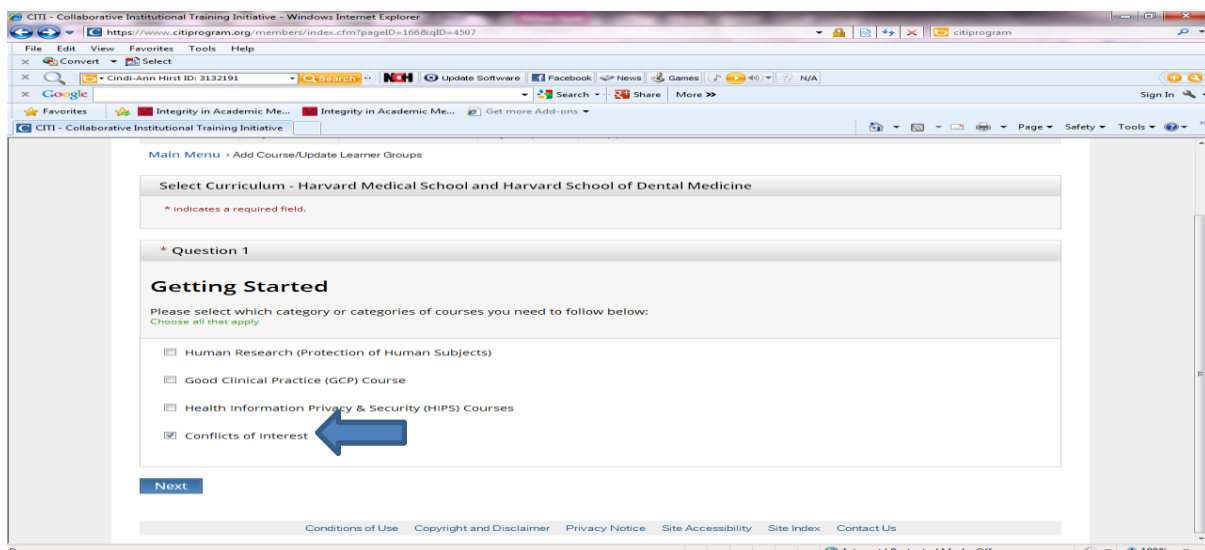 CITI - Collaborative Institutional Training Initiative - Windows Internet Explorer
https://www.citiprogram.org/members/index.cfm?pageID=166&qID=4507
citiprogram
File Edit View Favorites Tools Help
Convert Select
Cindi-Ann Hirst ID: 3132191 Search NCH Update Software Facebook News Games N/A
Google Search Share More >> Sign In
Favorites Integrity in Academic Me... Integrity in Academic Me... Get more Add-ons
CITI - Collaborative Institutional Training Initiative Page Safety Tools
Main Menu › Add Course/Update Learner Groups
Select Curriculum - Harvard Medical School and Harvard School of Dental Medicine
* indicates a required field.
* Question 1
Getting Started
Please select which category or categories of courses you need to follow below:
Choose all that apply
Human Research (Protection of Human Subjects)
Good Clinical Practice (GCP) Course
Health Information Privacy & Security (HIPS) Courses
Conflicts of Interest
Next
Conditions of Use Copyright and Disclaimer Privacy Notice Site Accessibility Site Index Contact Us